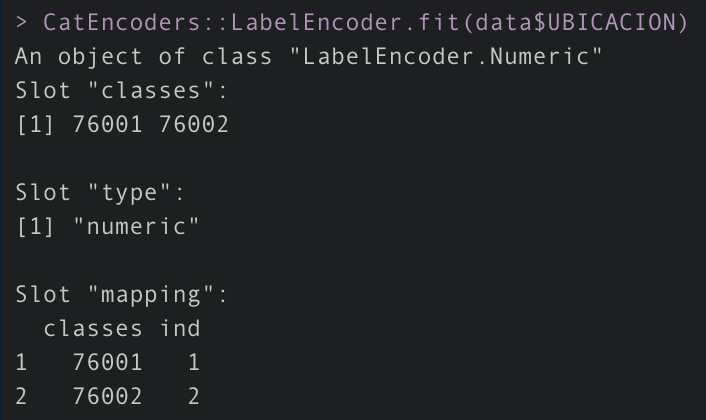 > CatEncoders::LabelEncoder.fit(data$UBICACION)
An object of class "LabelEncoder.Numeric"
Slot "classes":
[1] 76001 76002

Slot "type":
[1] "numeric"

Slot "mapping":
  classes ind
1   76001   1
2   76002   2